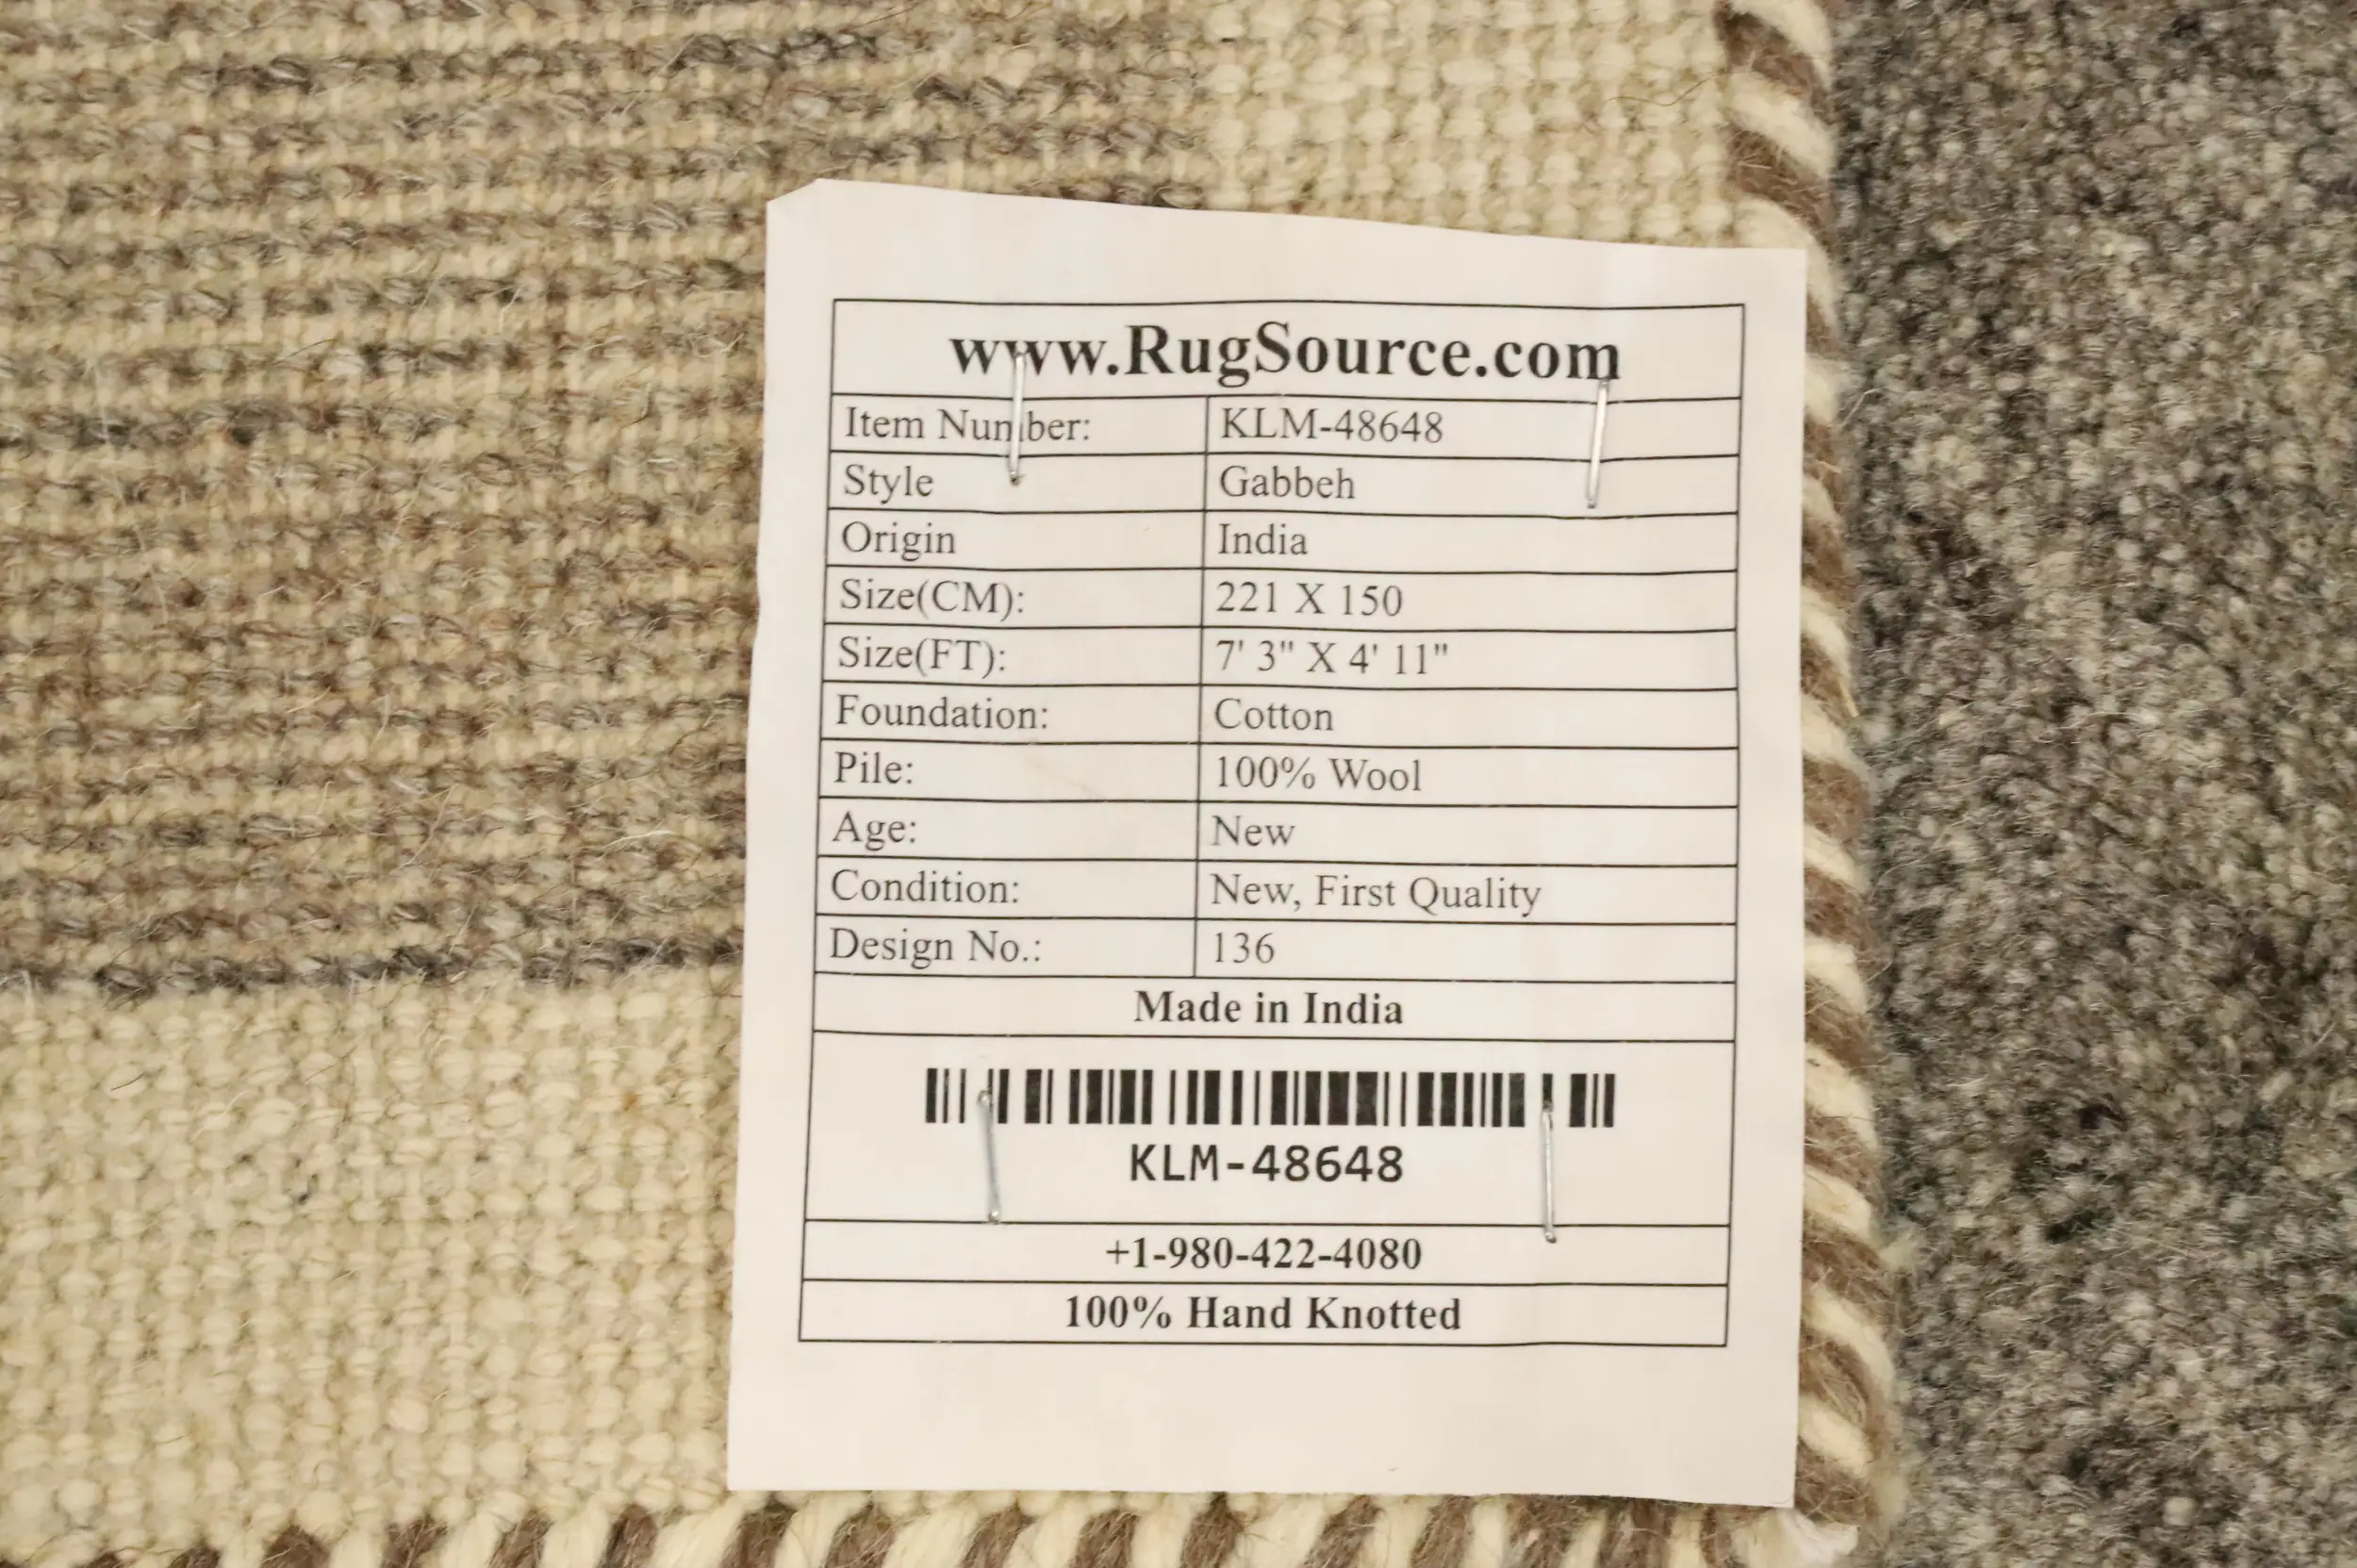 www.RugSource.com
Item Number: KLM-48648
Style Gabbeh
Origin India
Size(CM): 221 X 150
Size(FT): 7' 3" X 4' 11"
Foundation: Cotton
Pile: 100% Wool
Age: New
Condition: New, First Quality
Design No.: 136
Made in India
KLM-48648
+1-980-422-4080
100% Hand Knotted